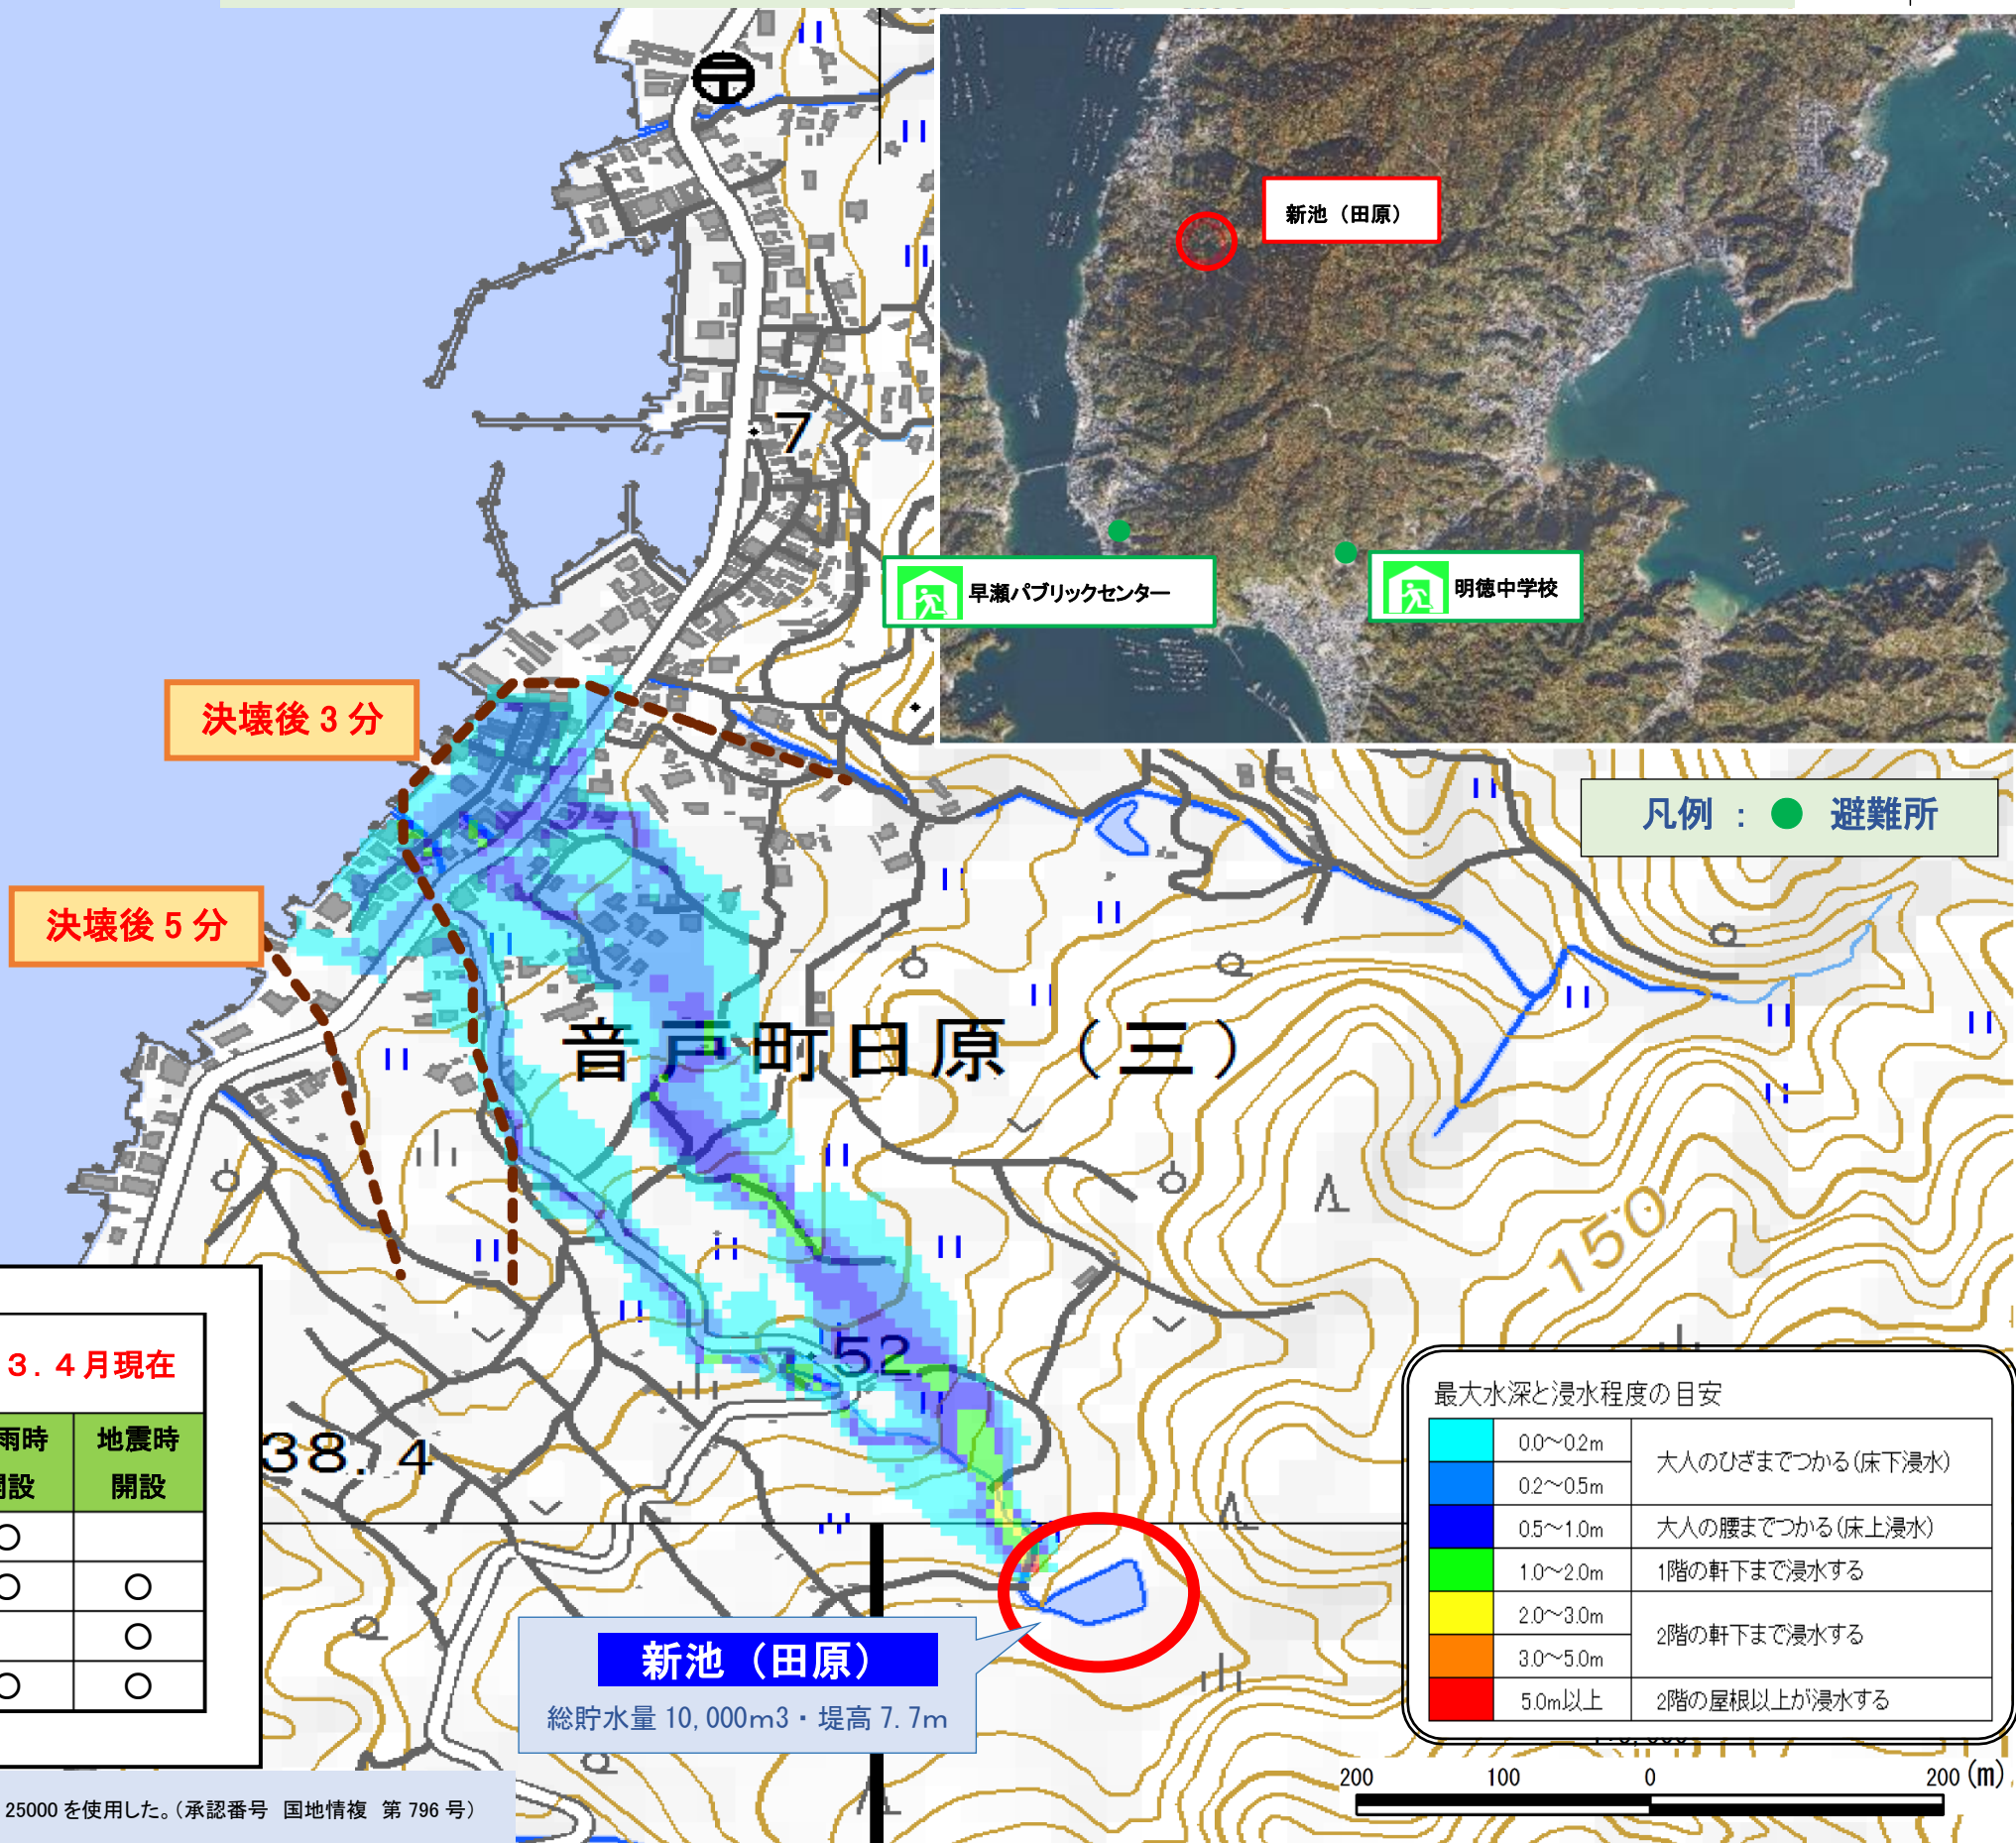 新池（田原）
早瀬パブリックセンター
明徳中学校
7
決壊後 3 分
凡例 : ● 避難所
決壊後 5 分
音戸町田原（三）
150
52
38.4
3．4月現在
雨時
開設
地震時
開設
○
○ ○
○
○ ○
新池（田原）
総貯水量 10,000m3・堤高 7.7m
最大水深と浸水程度の目安
0.0～0.2m
大人のひざまでつかる(床下浸水)
0.2～0.5m
0.5～1.0m 大人の腰までつかる(床上浸水)
1.0～2.0m 1階の軒下まで浸水する
2.0～3.0m
2階の軒下まで浸水する
3.0～5.0m
5.0m以上 2階の屋根以上が浸水する
200 100 0 200 (m)
25000 を使用した。（承認番号 国地情複 第 796 号）